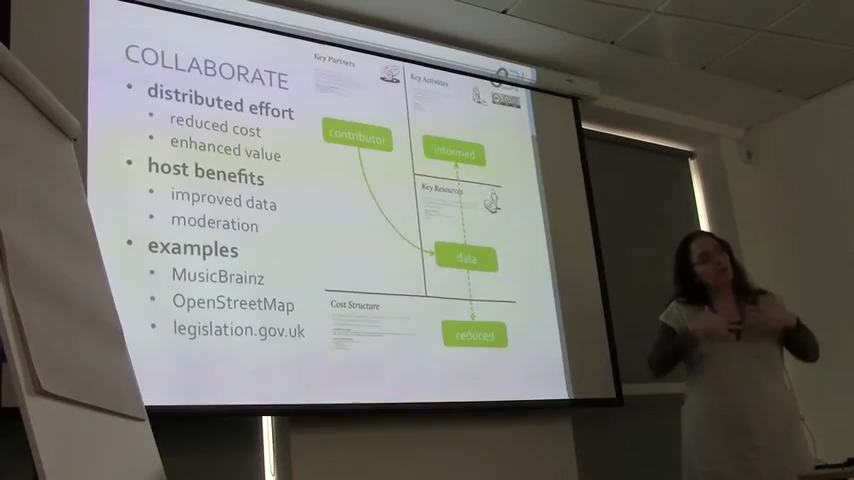 COLLABORATE
• distributed effort
• reduced cost
• enhanced value
• host benefits
• improved data
• moderation
• examples
• MusicBrainz
• OpenStreetMap
• legislation.gov.uk
Key Partners
Key Activities
contributor
informed
Key Resources
data
Cost Structure
reduced